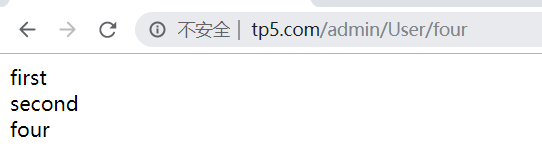 不安全 | tp5.com/admin/User/four
first
second
four